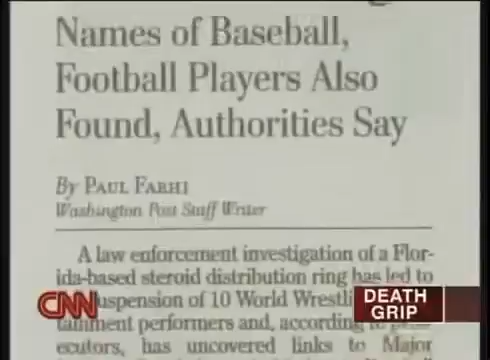 Names of Baseball,
Football Players Also
Found, Authorities Say
By PAUL FARHI
Washington Post Staff Writer
A law enforcement investigation of a Flor-
ida-based steroid distribution ring has led to
uspension of 10 World Wrestli
tainment performers and, according to
ecutors, has uncovered links to Major
CNN
DEATH
GRIP